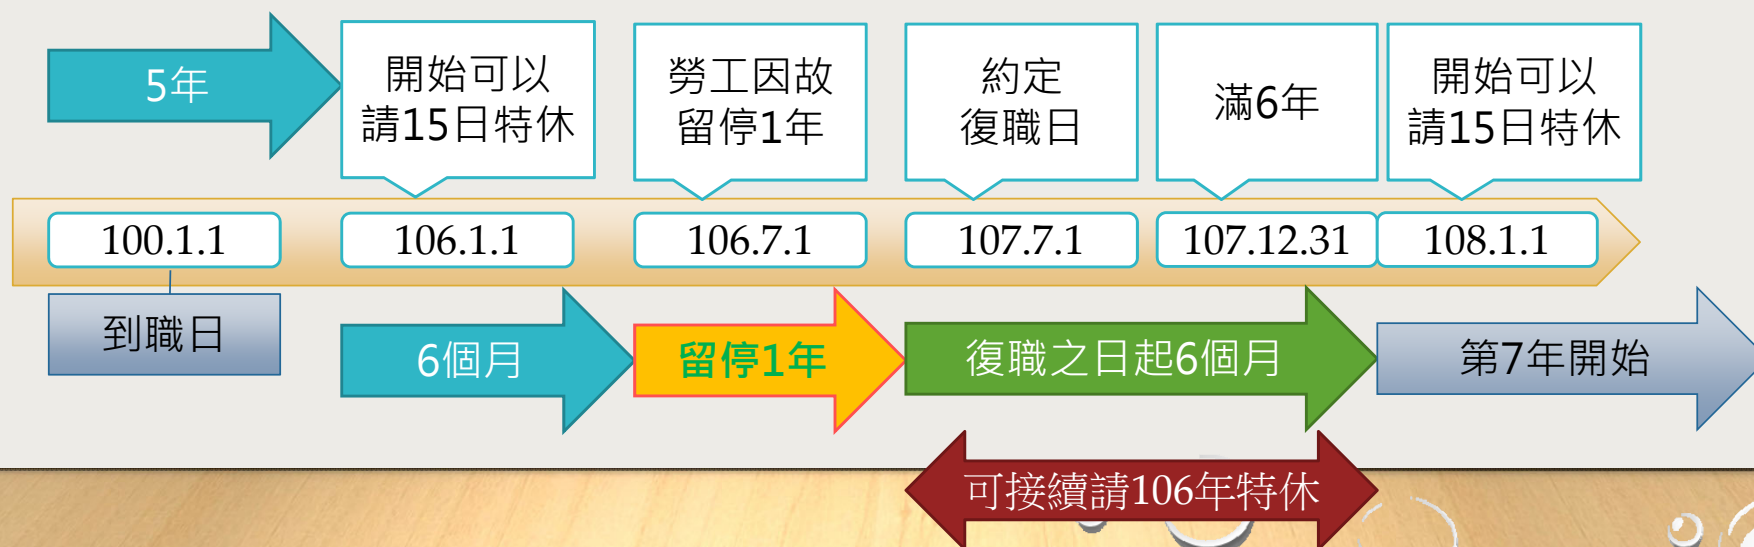 5年
開始可以
請15日特休
勞工因故
留停1年
約定
復職日
滿6年
開始可以
請15日特休
100.1.1
106.1.1
106.7.1
107.7.1
107.12.31
108.1.1
到職日
6個月
留停1年
復職之日起6個月
第7年開始
可接續請106年特休